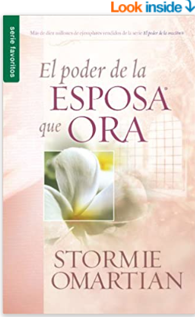 Look inside
serie favoritos
Más de diez millones de ejemplares vendidos de la serie El poder de la oración
El poder de la
ESPOSA
que ORA
STORMIE
OMARTIAN